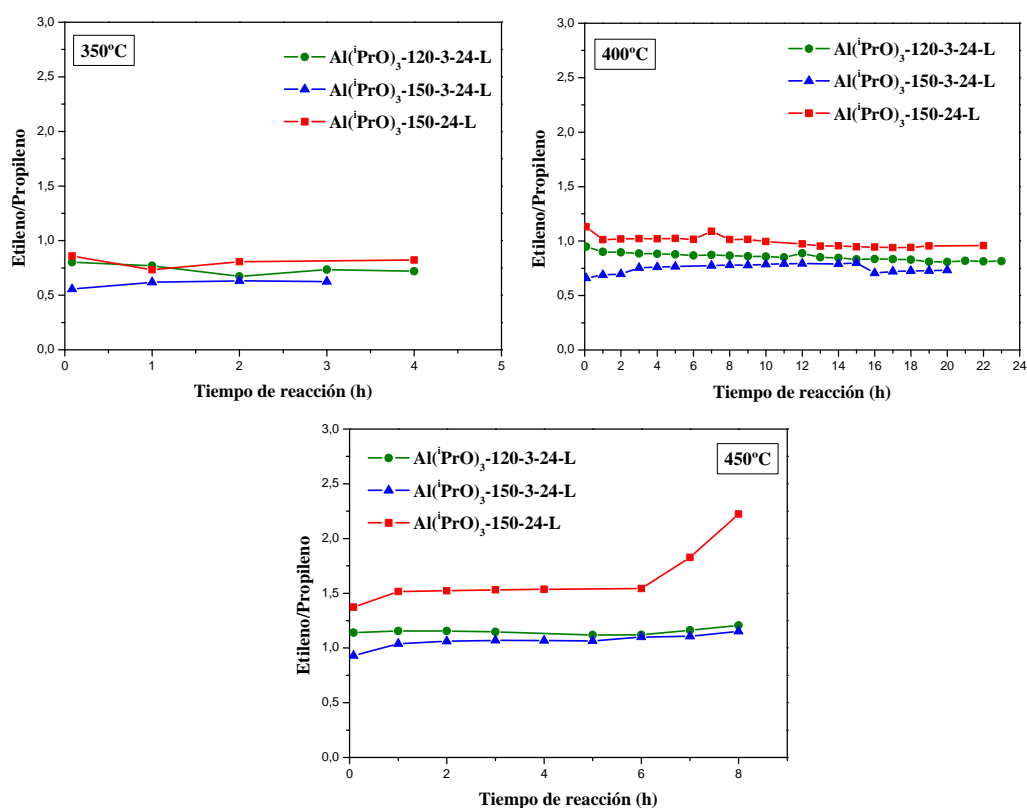 350ºC
Al(ⁱPrO)₃-120-3-24-L
Al(ⁱPrO)₃-150-3-24-L
Al(ⁱPrO)₃-150-24-L
Etileno/Propileno
3,0
2,5
2,0
1,5
1,0
0,5
0,0
0 1 2 3 4 5
Tiempo de reacción (h)
400ºC
Al(ⁱPrO)₃-120-3-24-L
Al(ⁱPrO)₃-150-3-24-L
Al(ⁱPrO)₃-150-24-L
Etileno/Propileno
3,0
2,5
2,0
1,5
1,0
0,5
0,0
0 2 4 6 8 10 12 14 16 18 20 22 24
Tiempo de reacción (h)
450ºC
Al(ⁱPrO)₃-120-3-24-L
Al(ⁱPrO)₃-150-3-24-L
Al(ⁱPrO)₃-150-24-L
Etileno/Propileno
3,0
2,5
2,0
1,5
1,0
0,5
0,0
0 2 4 6 8
Tiempo de reacción (h)